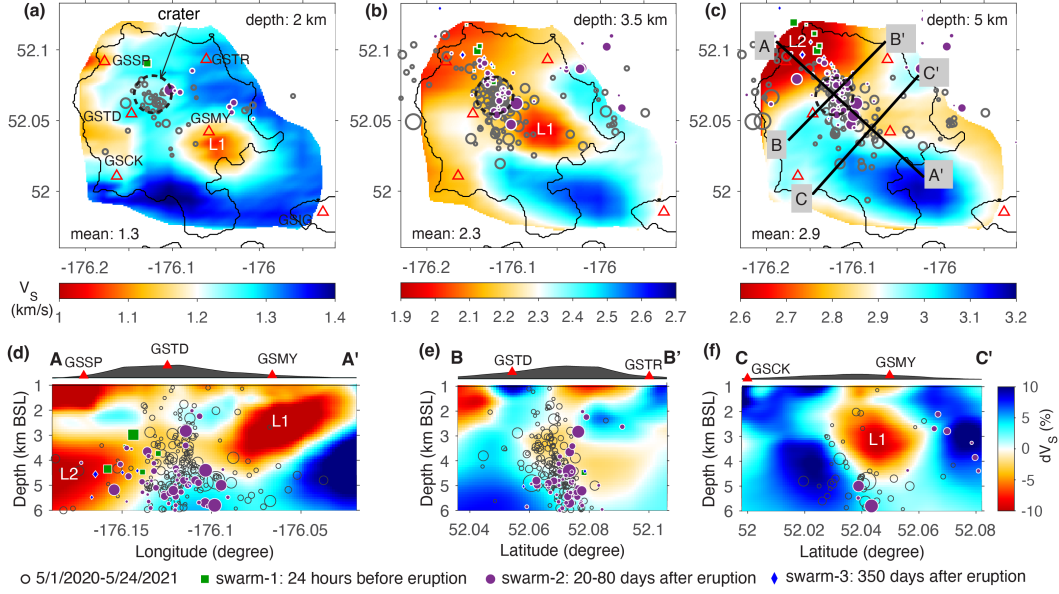 (a)
crater
depth: 2 km
52.1
52.05
52
GSSP
GSTR
GSTD
GSMY
L1
GSCK
GSIG
mean: 1.3
-176.2
-176.1
-176
(b)
depth: 3.5 km
52.1
52.05
52
L1
mean: 2.3
-176.2
-176.1
-176
(c)
depth: 5 km
52.1
52.05
52
L2
A
B'
C'
B
C
A'
mean: 2.9
-176.2
-176.1
-176
VS
(km/s)
1
1.1
1.2
1.3
1.4
1.9
2
2.1
2.2
2.3
2.4
2.5
2.6
2.7
2.6
2.7
2.8
2.9
3
3.1
3.2
(d)
A
GSSP
GSTD
GSMY
A'
Depth (km BSL)
1
2
3
4
5
6
L1
L2
-176.15
-176.1
-176.05
Longitude (degree)
(e)
B
GSTD
GSTR
B'
Depth (km BSL)
1
2
3
4
5
6
52.04
52.06
52.08
52.1
Latitude (degree)
(f)
C
GSCK
GSMY
C'
Depth (km BSL)
1
2
3
4
5
6
L1
52
52.02
52.04
52.06
52.08
Latitude (degree)
10
5
0
-5
-10
dVS (%)
5/1/2020-5/24/2021
swarm-1: 24 hours before eruption
swarm-2: 20-80 days after eruption
swarm-3: 350 days after eruption